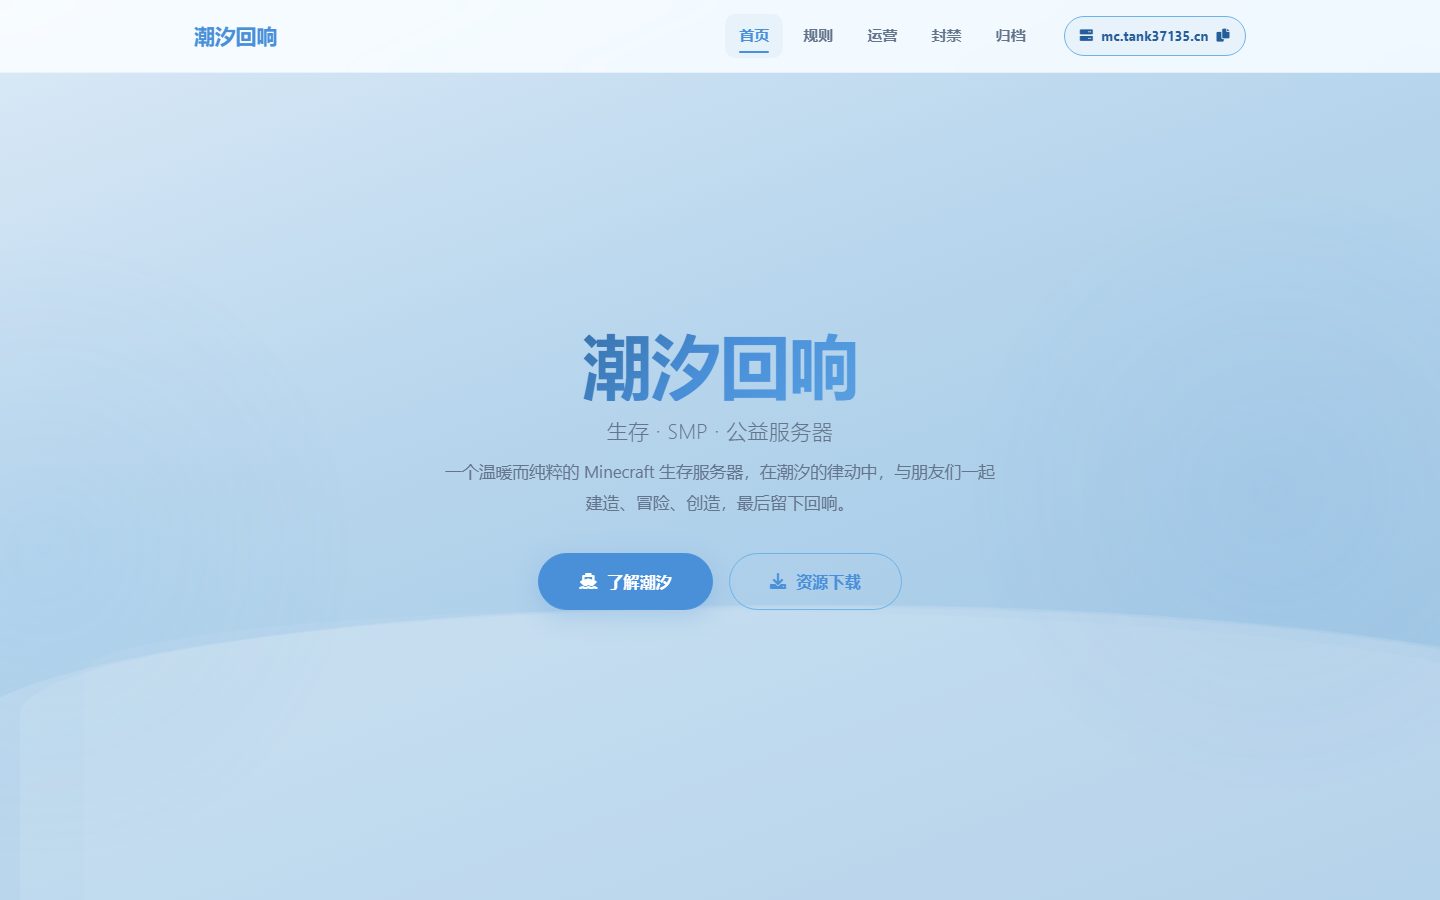 潮汐回响
首页
规则
运营
封禁
归档
mc.tank37135.cn
潮汐回响
生存 · SMP · 公益服务器
一个温暖而纯粹的 Minecraft 生存服务器，在潮汐的律动中，与朋友们一起
建造、冒险、创造，最后留下回响。
了解潮汐
资源下载